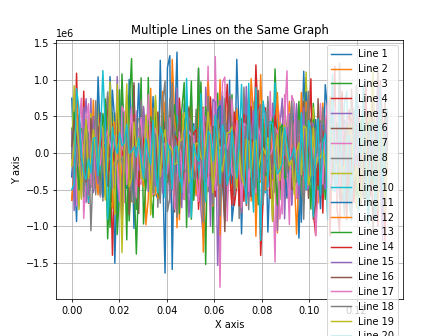 Multiple Lines on the Same Graph
1e6
1.5
1.0
0.5
0.0
−0.5
−1.0
−1.5
Y axis
0.00
0.02
0.04
0.06
0.08
0.10
X axis
Line 1
Line 2
Line 3
Line 4
Line 5
Line 6
Line 7
Line 8
Line 9
Line 10
Line 11
Line 12
Line 13
Line 14
Line 15
Line 16
Line 17
Line 18
Line 19
Line 20